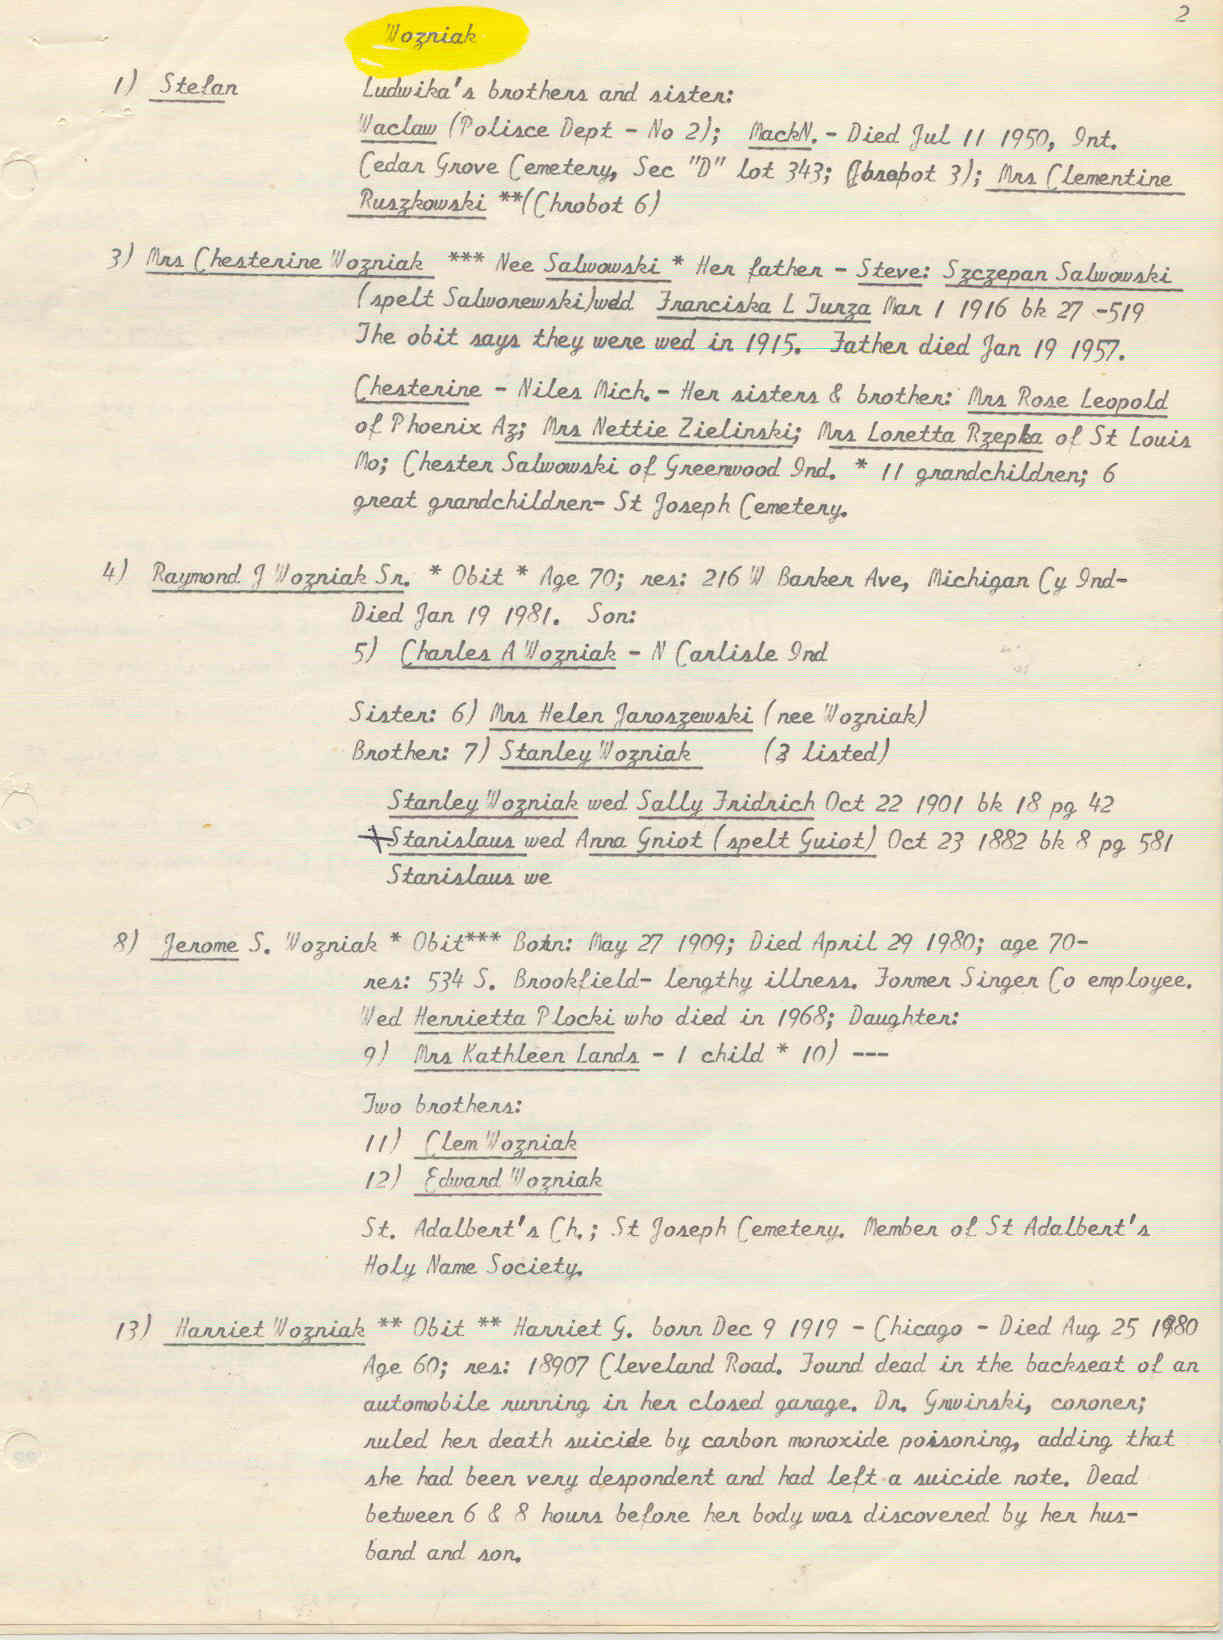 2
Wozniak
1) Stefan Ludwika's brothers and sister:
Waclaw (Polisce Dept - No 2); MackN. - Died Jul 11 1950, Int.
Cedar Grove Cemetery, Sec "D" lot 343; 3); Mrs Clementine
Ruszkowski **(Chrobot 6)
3) Mrs Chesterine Wozniak *** Nee Salwowski * Her father - Steve: Szczepan Salwowski
(spelt Salwonewski)wdd Franciska L Turza Mar 1 1916 bk 27 -519
The obit says they were wed in 1915. Father died Jan 19 1957.
Chesterine - Niles Mich. - Her sisters & brother: Mrs Rose Leopold
of Phoenix Az; Mrs Nettie Zielinski; Mrs Loretta Rzepka of St Louis
Mo; Chester Salwowski of Greenwood Ind. * 11 grandchildren; 6
great grandchildren- St Joseph Cemetery.
4) Raymond J Wozniak Sr. * Obit * Age 70; res: 216 W Barker Ave, Michigan Cy Ind-
Died Jan 19 1981. Son:
5) Charles A Wozniak - N Carlisle Ind
Sister: 6) Mrs Helen Jaroszewski (nee Wozniak)
Brother: 7) Stanley Wozniak (3 listed)
Stanley Wozniak wed Sally Fridrich Oct 22 1901 bk 18 pg 42
Stanislaus wed Anna Gniot (spelt Guiot) Oct 23 1882 bk 8 pg 581
Stanislaus we
8) Jerome S. Wozniak * Obit*** Born: May 27 1909; Died April 29 1980; age 70-
res: 534 S. Brookfield- lengthy illness. Former Singer Co employee.
Wed Henrietta Plocki who died in 1968; Daughter:
9) Mrs Kathleen Lands - 1 child * 10) ---
Two brothers:
11) Clem Wozniak
12) Edward Wozniak
St. Adalbert's Ch.; St Joseph Cemetery. Member of St Adalbert's
Holy Name Society.
13) Harriet Wozniak ** Obit ** Harriet G. born Dec 9 1919 - Chicago - Died Aug 25 1980
Age 60; res: 18907 Cleveland Road. Found dead in the backseat of an
automobile running in her closed garage. Dr. Grwinski, coroner;
ruled her death suicide by carbon monoxide poisoning, adding that
she had been very despondent and had left a suicide note. Dead
between 6 & 8 hours before her body was discovered by her hus-
band and son.